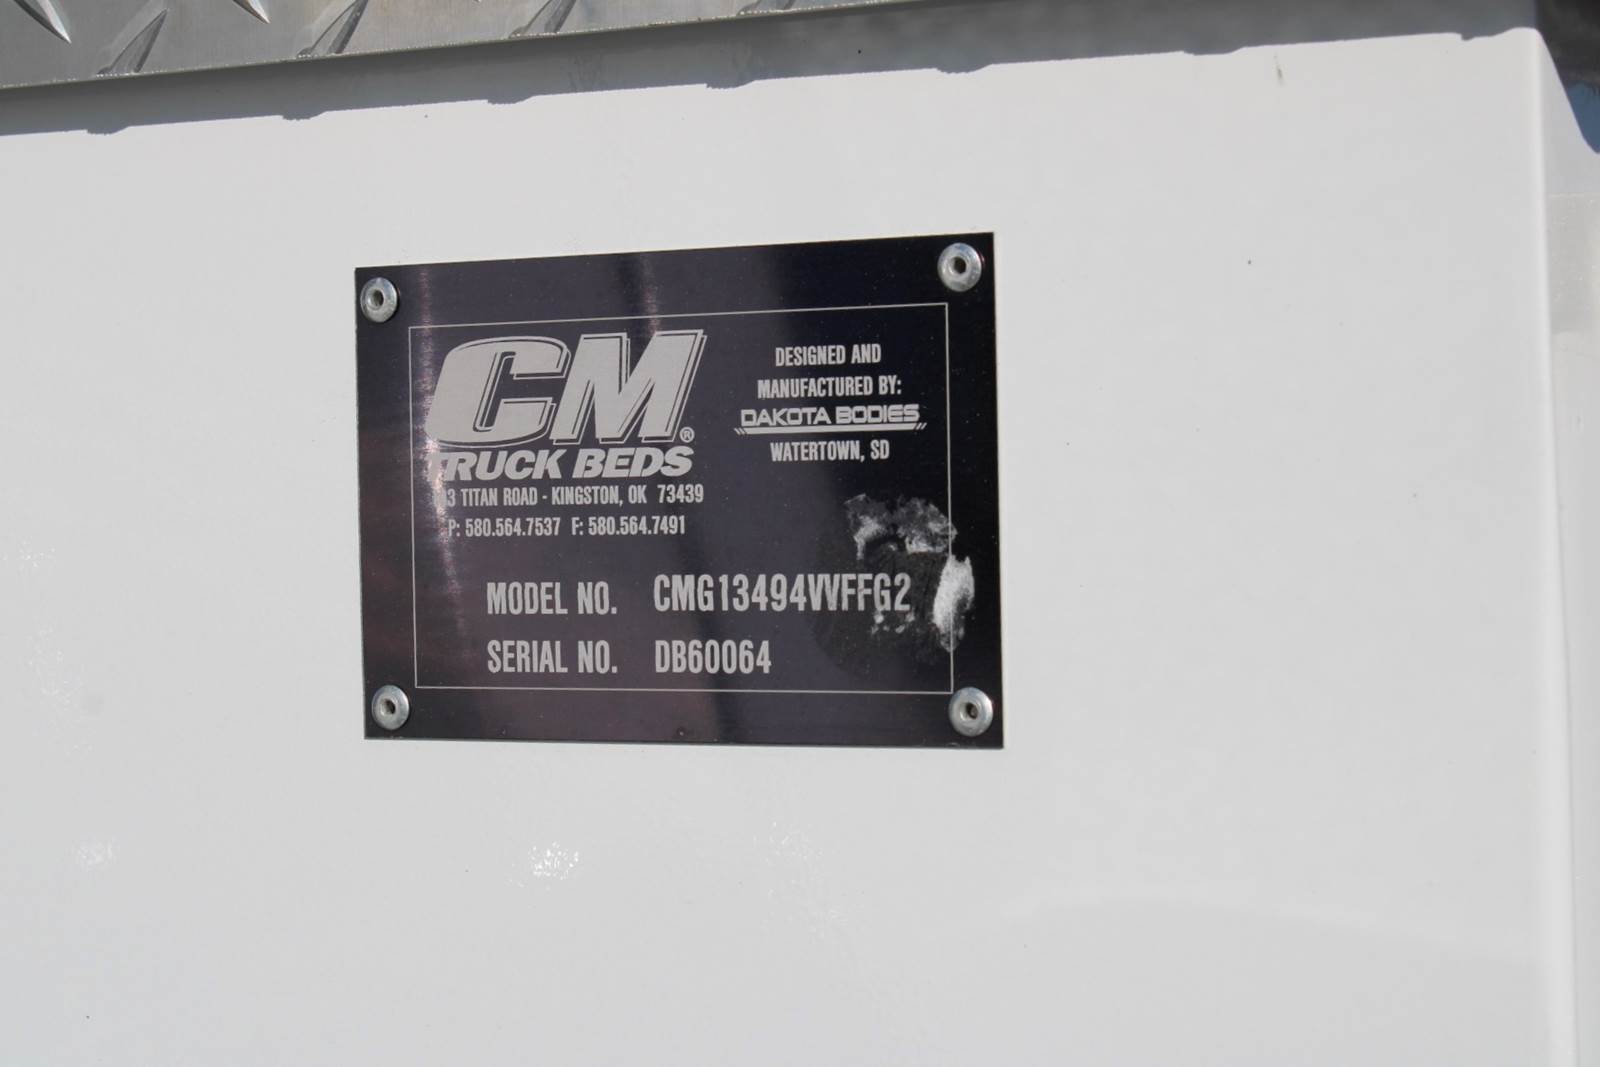 CM®
TRUCK BEDS
3 TITAN ROAD - KINGSTON, OK 73439
P: 580.564.7537 F: 580.564.7491
DESIGNED AND
MANUFACTURED BY:
DAKOTA BODIES
WATERTOWN, SD
MODEL NO. CMG13494VVFFG2
SERIAL NO. DB60064